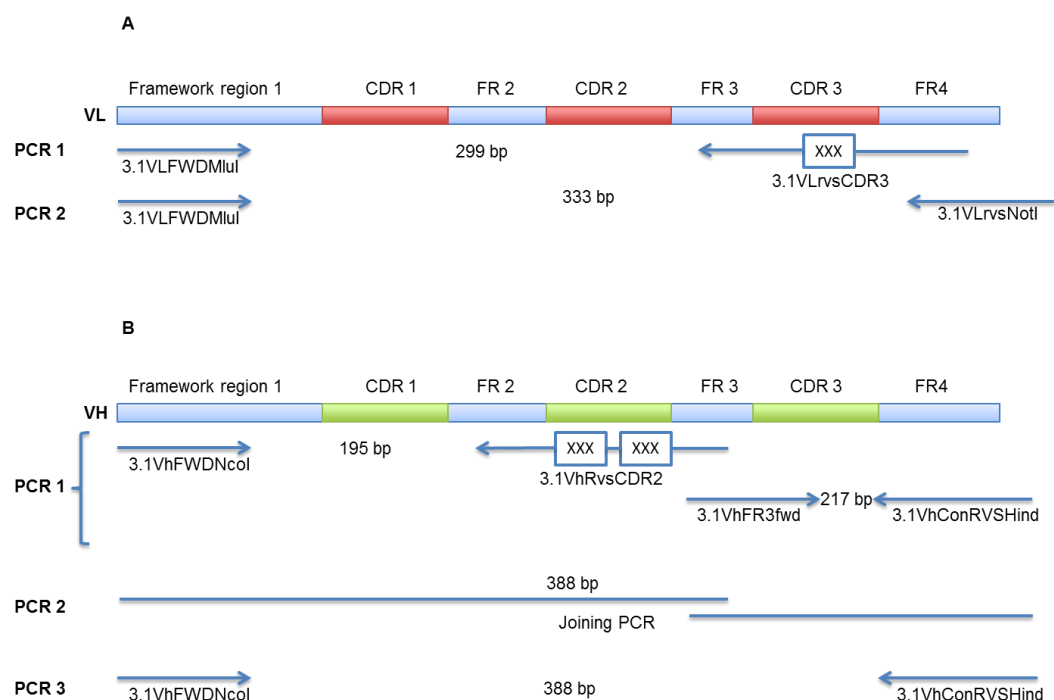 A
Framework region 1 CDR 1 FR 2 CDR 2 FR 3 CDR 3 FR4
VL
PCR 1 299 bp XXX
3.1VLFWDMluI 3.1VLrvsCDR3
PCR 2 333 bp
3.1VLFWDMluI 3.1VLrvsNotI
B
Framework region 1 CDR 1 FR 2 CDR 2 FR 3 CDR 3 FR4
VH
195 bp XXX XXX
3.1VhFWDNcoI 3.1VhRvsCDR2
PCR 1
217 bp
3.1VhFR3fwd 3.1VhConRVSHind
388 bp
PCR 2
Joining PCR
PCR 3 388 bp
3.1VhFWDNcoI 3.1VhConRVSHind